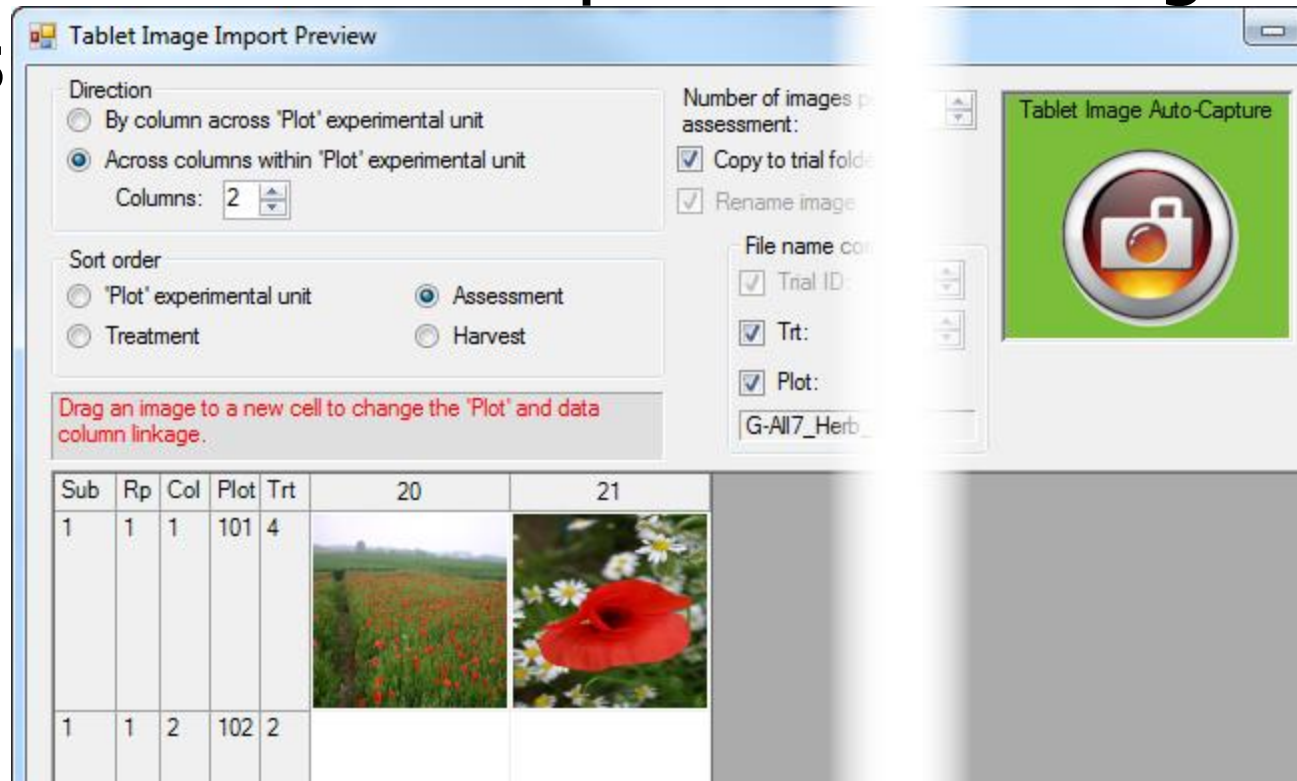 Tablet Image Import Preview
Direction
By column across 'Plot' experimental unit
Across columns within 'Plot' experimental unit
Columns: 2
Number of images
assessment:
Copy to trial folde
Rename image
Tablet Image Auto-Capture
Sort order
'Plot' experimental unit
Assessment
Treatment
Harvest
File name co
Trial ID:
Trt:
Plot:
G-All7_Herb_
Drag an image to a new cell to change the 'Plot' and data
column linkage.
Sub Rp Col Plot Trt 20 21
1 1 1 101 4
1 1 2 102 2